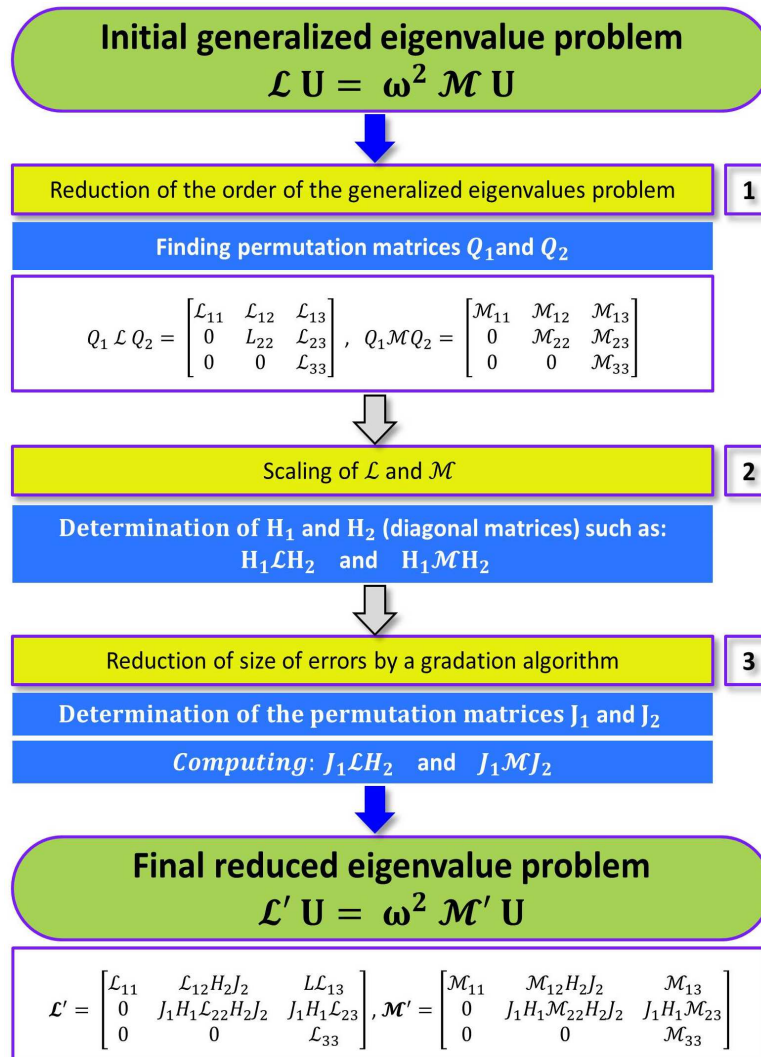 Initial generalized eigenvalue problem
ℒ U = ω² ℳ U
Reduction of the order of the generalized eigenvalues problem
1
Finding permutation matrices Q₁and Q₂
Q₁ ℒ Q₂ = [ℒ₁₁ ℒ₁₂ ℒ₁₃; 0 L₂₂ ℒ₂₃; 0 0 ℒ₃₃] , Q₁ℳQ₂ = [ℳ₁₁ ℳ₁₂ ℳ₁₃; 0 ℳ₂₂ ℳ₂₃; 0 0 ℳ₃₃]
Scaling of ℒ and ℳ
2
Determination of H₁ and H₂ (diagonal matrices) such as:
H₁ℒH₂ and H₁ℳH₂
Reduction of size of errors by a gradation algorithm
3
Determination of the permutation matrices J₁ and J₂
Computing: J₁ℒH₂ and J₁ℳJ₂
Final reduced eigenvalue problem
ℒ′ U = ω² ℳ′ U
ℒ′ = [ℒ₁₁ ℒ₁₂H₂J₂ Lℒ₁₃; 0 J₁H₁ℒ₂₂H₂J₂ J₁H₁ℒ₂₃; 0 0 ℒ₃₃] , ℳ′ = [ℳ₁₁ ℳ₁₂H₂J₂ ℳ₁₃; 0 J₁H₁ℳ₂₂H₂J₂ J₁H₁ℳ₂₃; 0 0 ℳ₃₃]